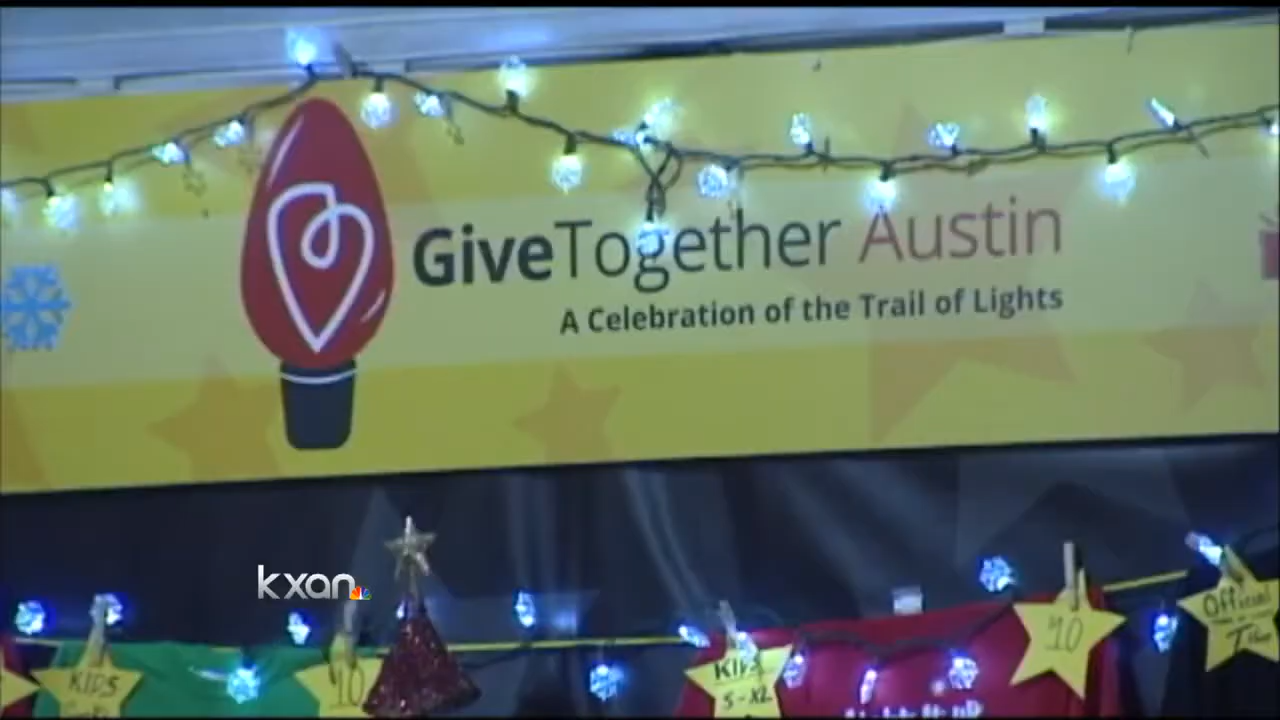 GiveTogether Austin
A Celebration of the Trail of Lights
kxan
KIDS
10
KIDS
S-XL
10
Official